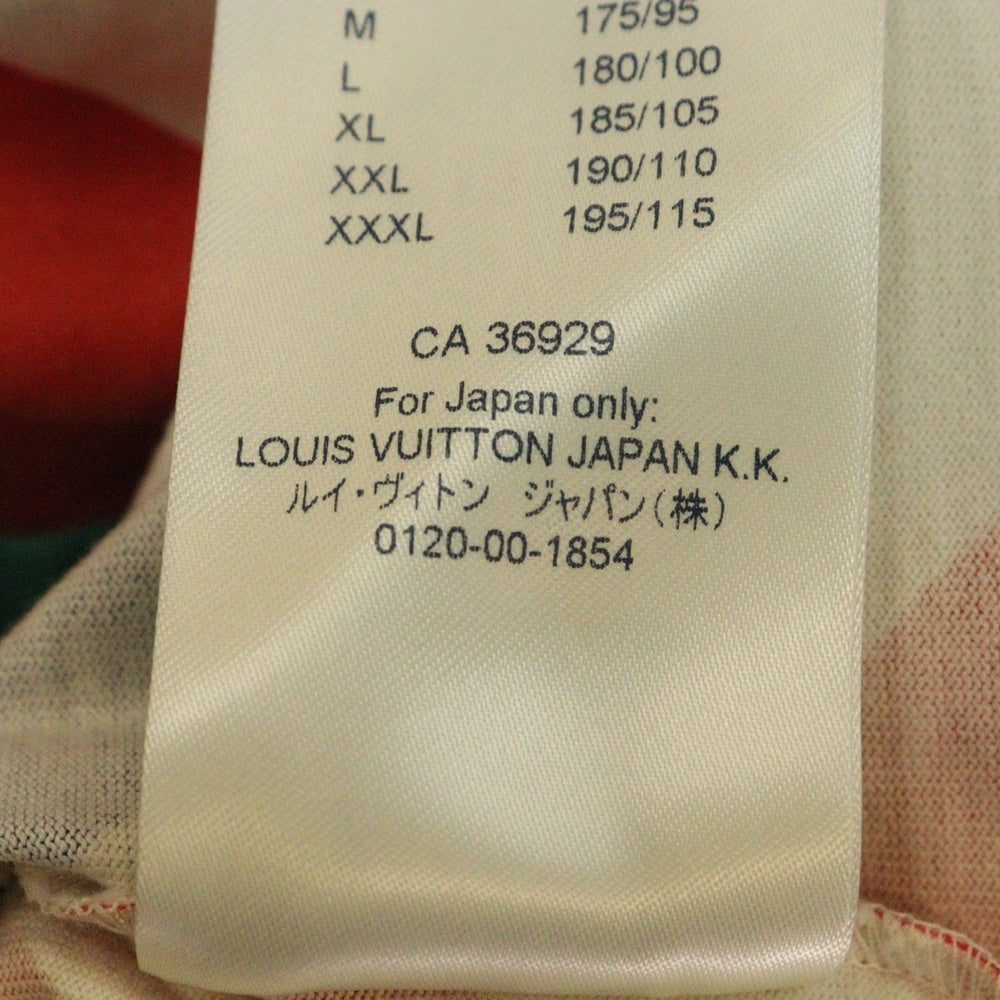 M 175/95
L 180/100
XL 185/105
XXL 190/110
XXXL 195/115
CA 36929
For Japan only:
LOUIS VUITTON JAPAN K.K.
ルイ・ヴィトン ジャパン(株)
0120-00-1854